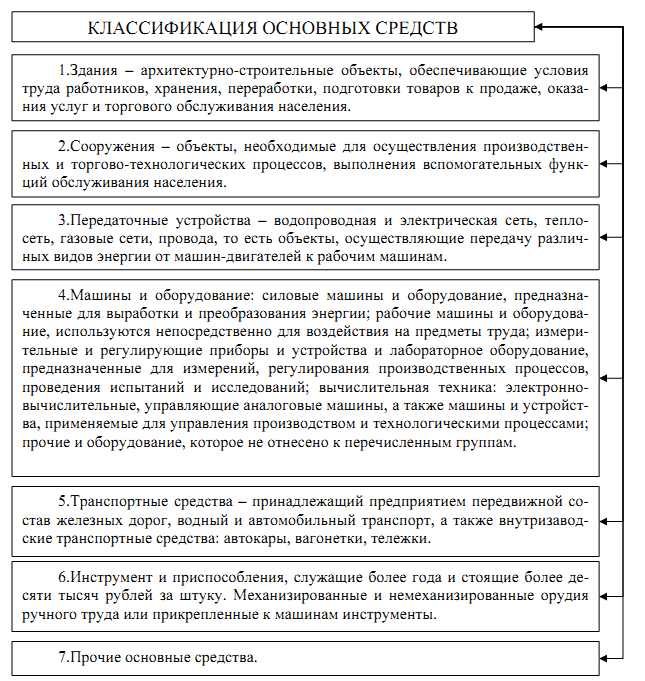 КЛАССИФИКАЦИЯ ОСНОВНЫХ СРЕДСТВ
1.Здания – архитектурно-строительные объекты, обеспечивающие условия
труда работников, хранения, переработки, подготовки товаров к продаже, оказа-
ния услуг и торгового обслуживания населения.
2.Сооружения – объекты, необходимые для осуществления производствен-
ных и торгово-технологических процессов, выполнения вспомогательных функ-
ций обслуживания населения.
3.Передаточные устройства – водопроводная и электрическая сеть, тепло-
сеть, газовые сети, провода, то есть объекты, осуществляющие передачу различ-
ных видов энергии от машин-двигателей к рабочим машинам.
4.Машины и оборудование: силовые машины и оборудование, предназна-
ченные для выработки и преобразования энергии; рабочие машины и оборудова-
ние, используются непосредственно для воздействия на предметы труда; измери-
тельные и регулирующие приборы и устройства и лабораторное оборудование,
предназначенные для измерений, регулирования производственных процессов,
проведения испытаний и исследований; вычислительная техника: электронно-
вычислительные, управляющие аналоговые машины, а также машины и устройст-
ва, применяемые для управления производством и технологическими процессами;
прочие и оборудование, которое не отнесено к перечисленным группам.
5.Транспортные средства – принадлежащий предприятием передвижной со-
став железных дорог, водный и автомобильный транспорт, а также внутризавод-
ские транспортные средства: автокары, вагонетки, тележки.
6.Инструмент и приспособления, служащие более года и стоящие более де-
сяти тысяч рублей за штуку. Механизированные и немеханизированные орудия
ручного труда или прикрепленные к машинам инструменты.
7.Прочие основные средства.